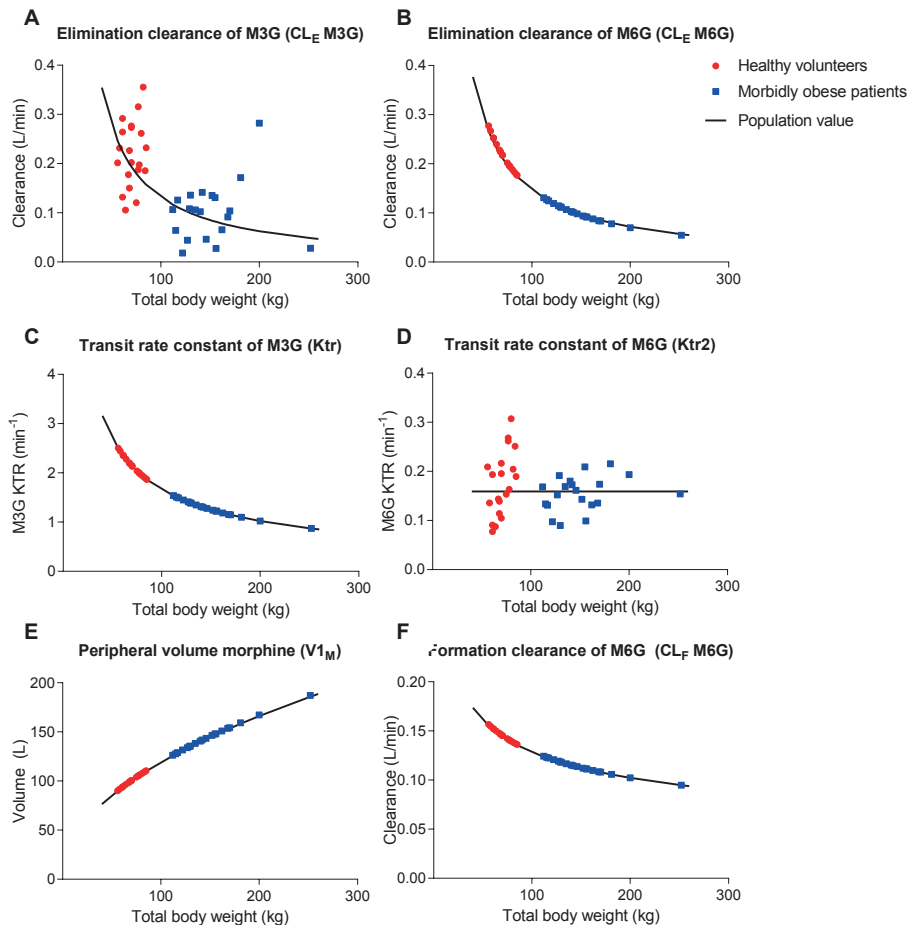 A
Elimination clearance of M3G (CLE M3G)
Clearance (L/min)
0.4
0.3
0.2
0.1
0.0
100
200
300
Total body weight (kg)
B
Elimination clearance of M6G (CLE M6G)
Clearance (L/min)
0.4
0.3
0.2
0.1
0.0
100
200
300
Total body weight (kg)
Healthy volunteers
Morbidly obese patients
Population value
C
Transit rate constant of M3G (Ktr)
M3G KTR (min-1)
4
3
2
1
0
100
200
300
Total body weight (kg)
D
Transit rate constant of M6G (Ktr2)
M6G KTR (min-1)
0.4
0.3
0.2
0.1
0.0
100
200
300
Total body weight (kg)
E
Peripheral volume morphine (V1M)
Volume (L)
200
150
100
50
0
100
200
300
Total body weight (kg)
F
Formation clearance of M6G (CLF M6G)
Clearance (L/min)
0.20
0.15
0.10
0.05
0.00
100
200
300
Total body weight (kg)